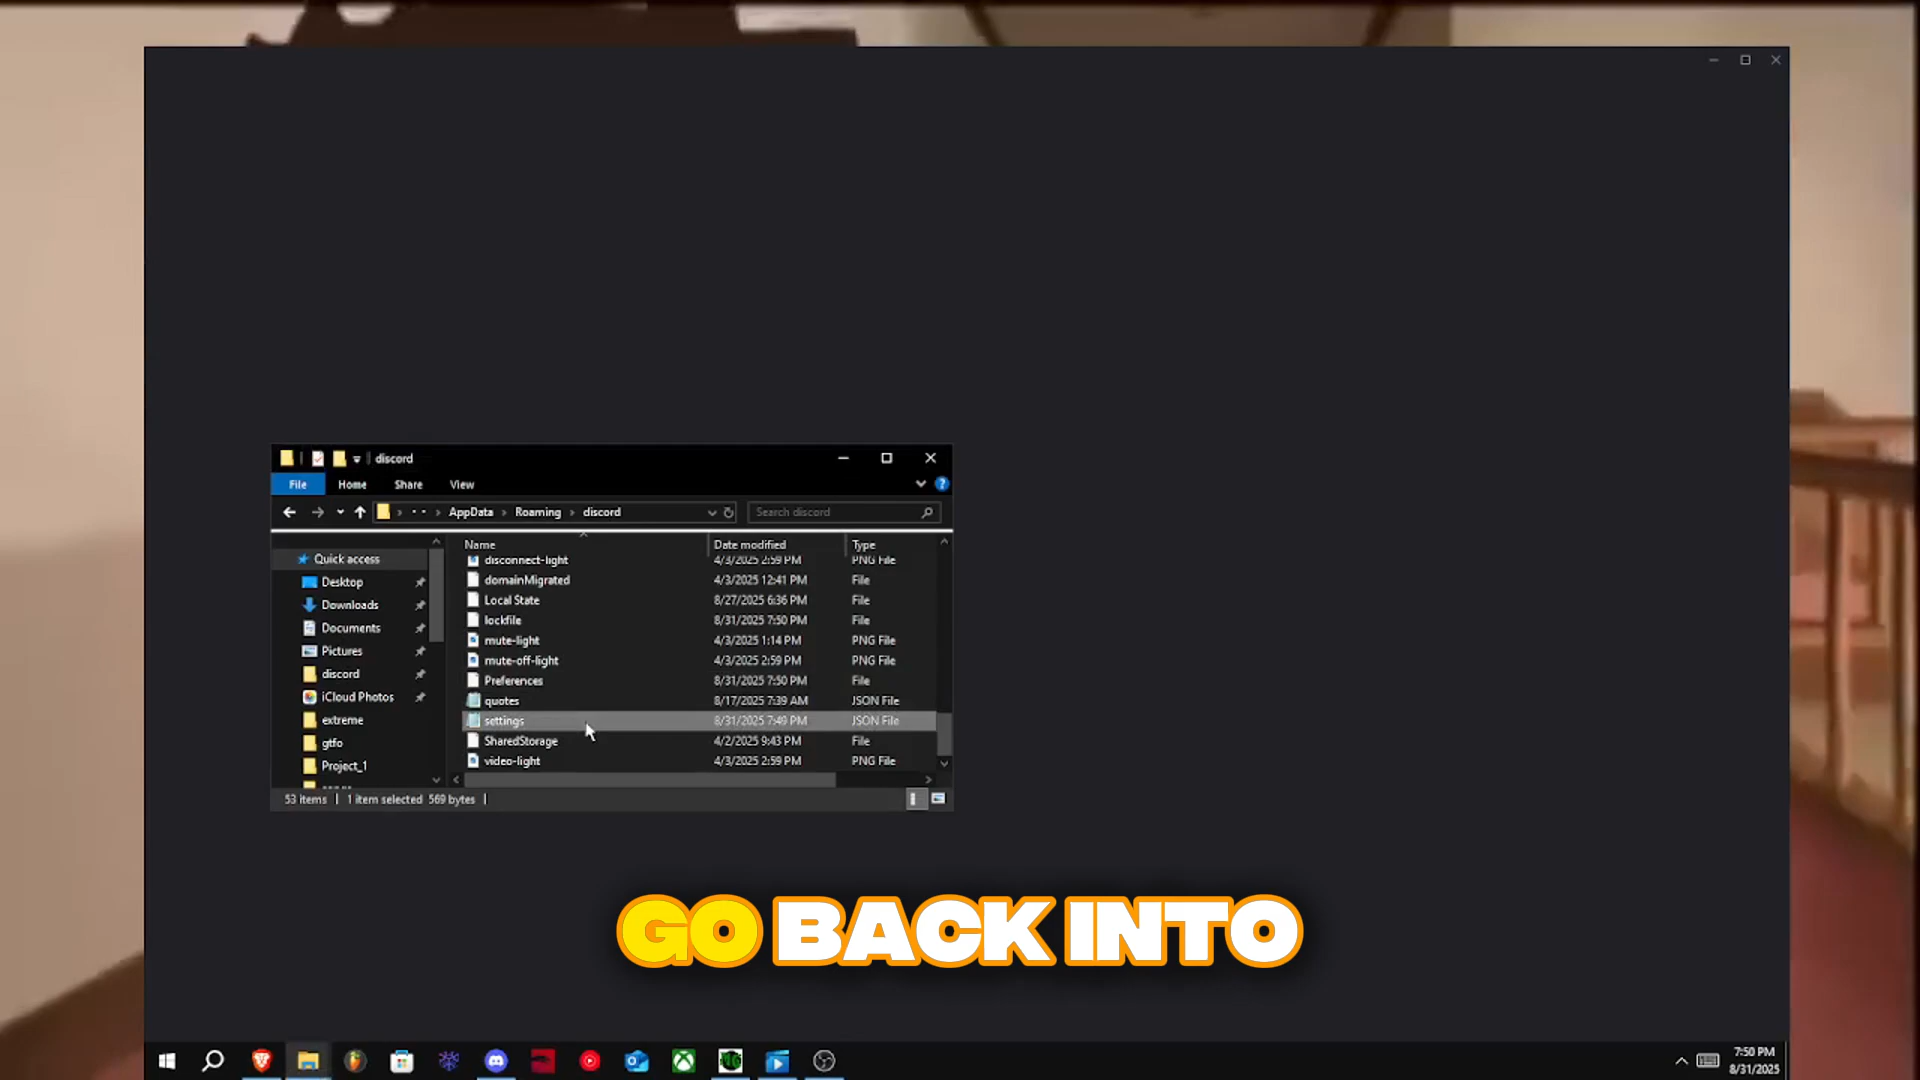 discord
File Home Share View
AppData Roaming discord
Search discord
Name Date modified Type
Quick access
Desktop
Downloads
Documents
Pictures
discord
iCloud Photos
extreme
gtfo
Project_1
disconnect-light 4/3/2025 2:59 PM PNG File
domainMigrated 4/3/2025 12:41 PM File
Local State 8/27/2025 6:36 PM File
lockfile 8/31/2025 7:50 PM File
mute-light 4/3/2025 1:14 PM PNG File
mute-off-light 4/3/2025 2:59 PM PNG File
Preferences 8/31/2025 7:50 PM File
quotes 8/17/2025 7:39 AM JSON File
settings 8/31/2025 7:49 PM JSON File
SharedStorage 4/2/2025 9:43 PM File
video-light 4/3/2025 2:59 PM PNG File
53 items 1 item selected 569 bytes
GO BACK INTO
7:50 PM
8/31/2025